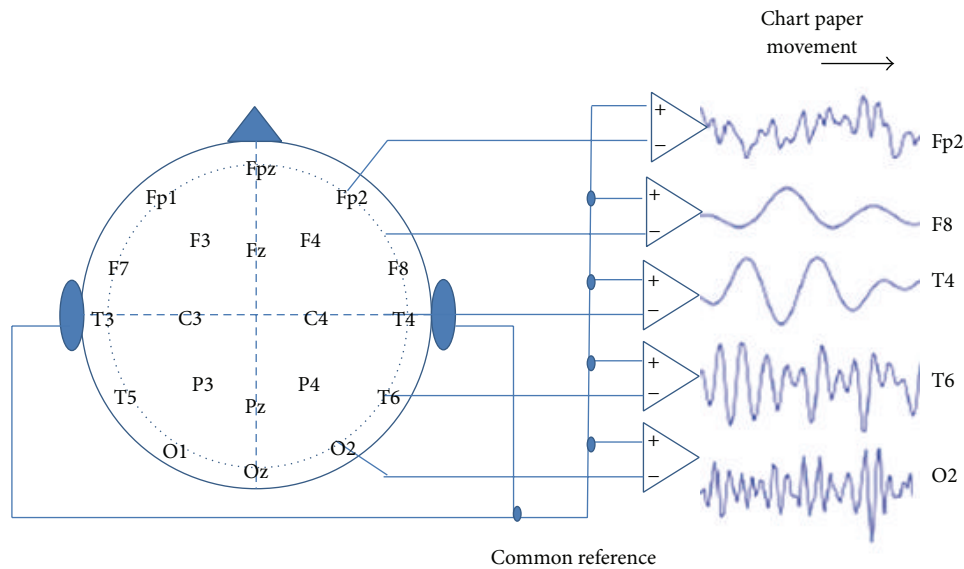 Chart paper
movement
Fpz
Fp1
Fp2
F3
Fz
F4
F7
F8
T3
C3
C4
T4
T5
P3
Pz
P4
T6
O1
Oz
O2
+
−
Fp2
+
−
F8
+
−
T4
+
−
T6
+
−
O2
Common reference